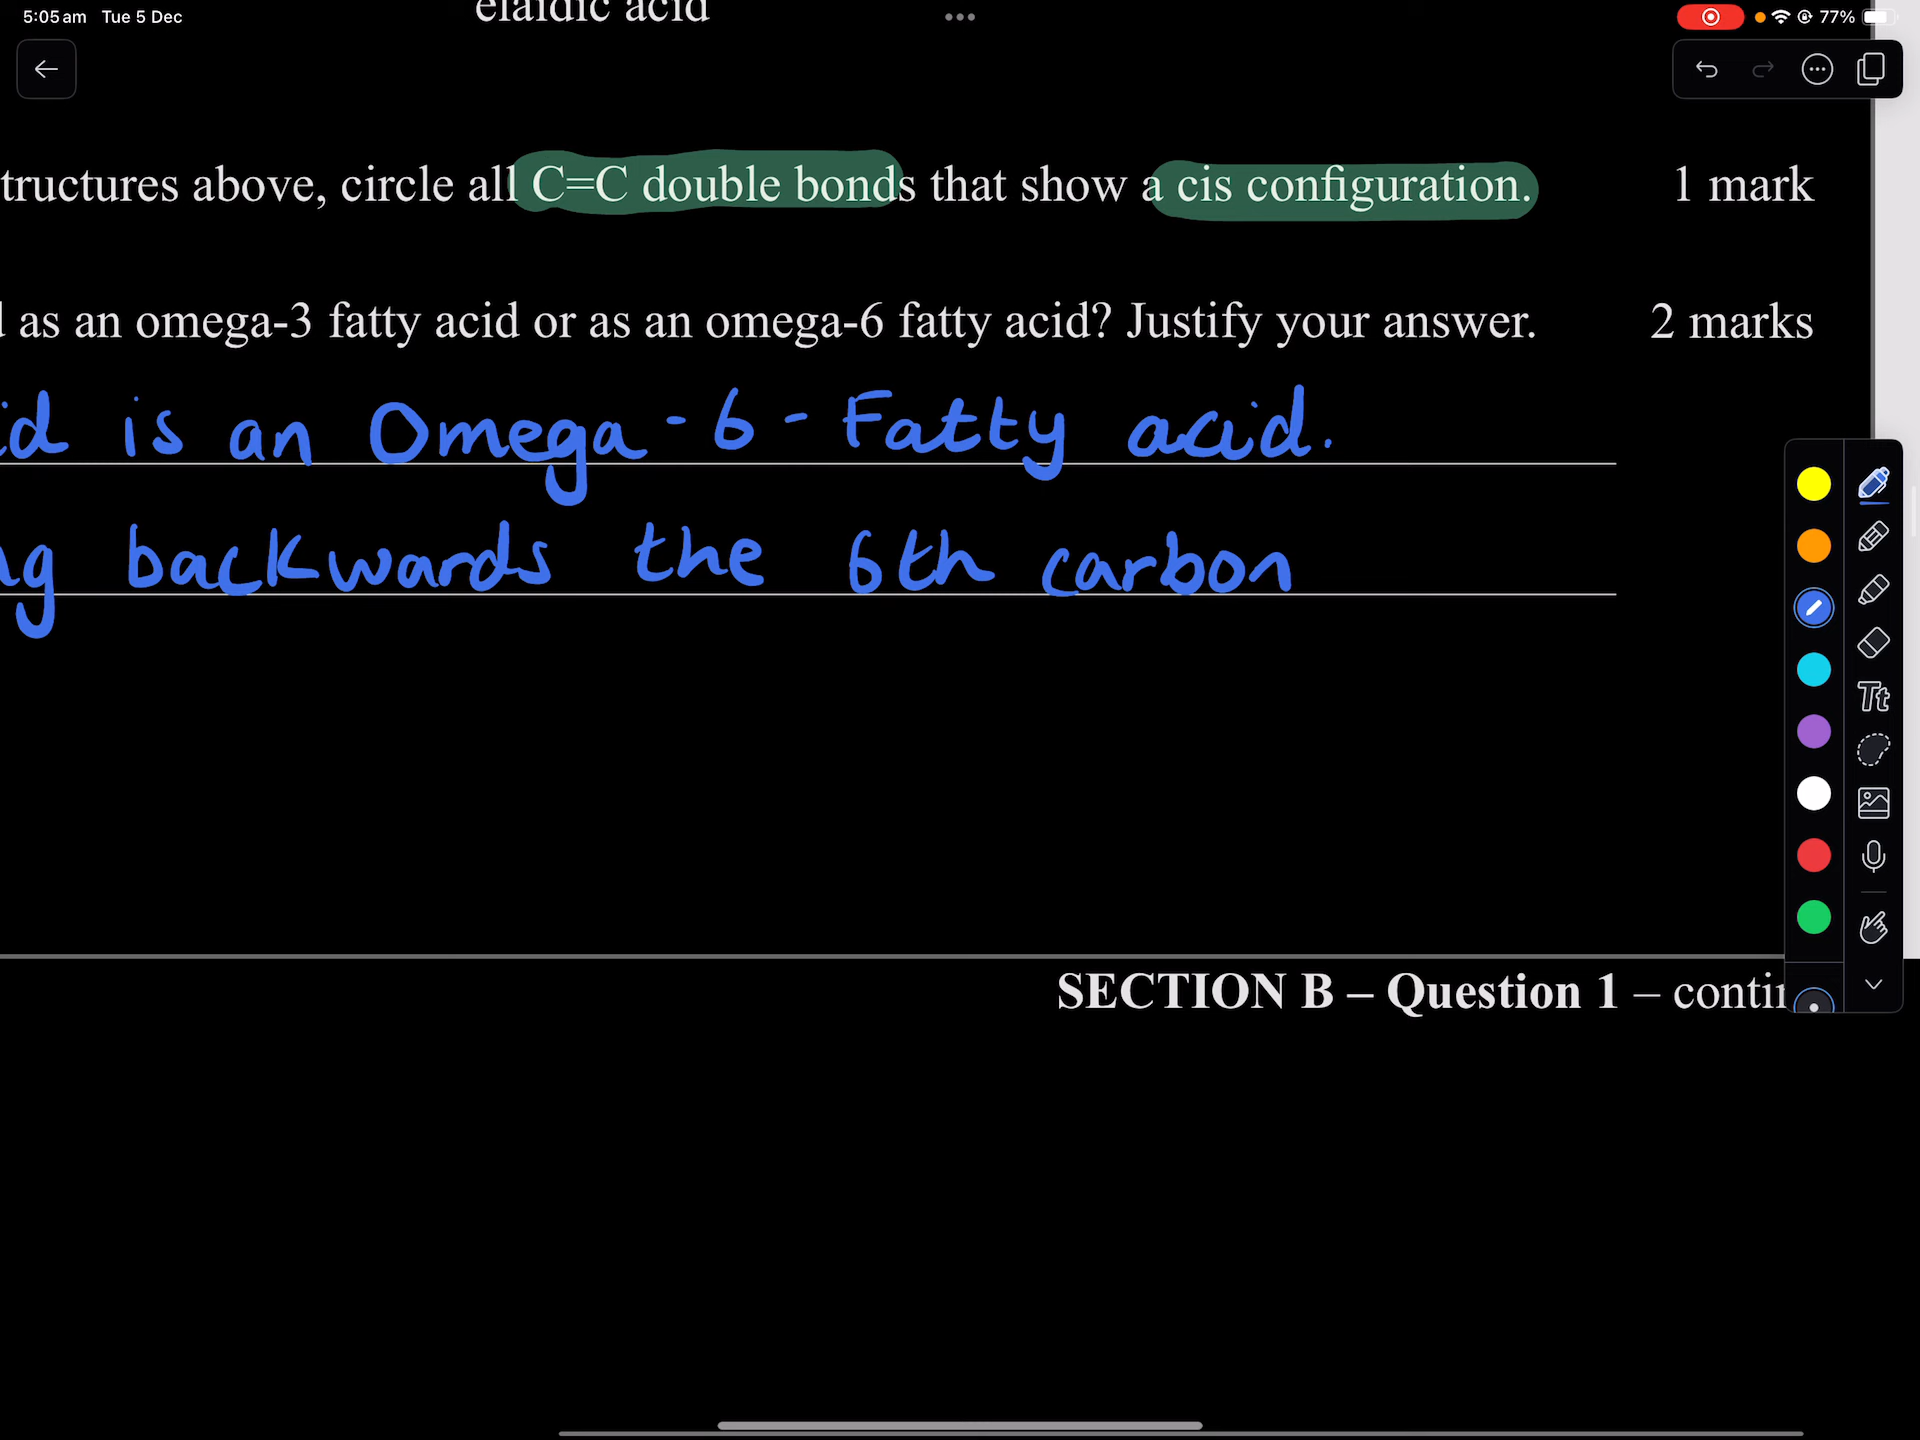 5:05 am Tue 5 Dec
77%
elaidic acid
tructures above, circle all C=C double bonds that show a cis configuration. 1 mark
as an omega-3 fatty acid or as an omega-6 fatty acid? Justify your answer. 2 marks
id is an Omega-6-Fatty acid.
g backwards the 6th carbon
Tt
SECTION B – Question 1 – contin